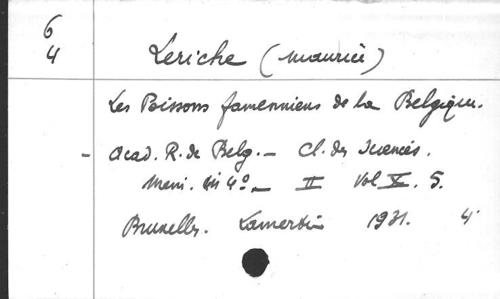 6
4
Leriche (Maurice)
Les Poissons famenniens de la Belgique.
- Acad. R. de Belg. - Cl. des Sciences.
Mem. in 4° - II Vol X. 5.
Bruxelles. Lamertin 1931. 4°